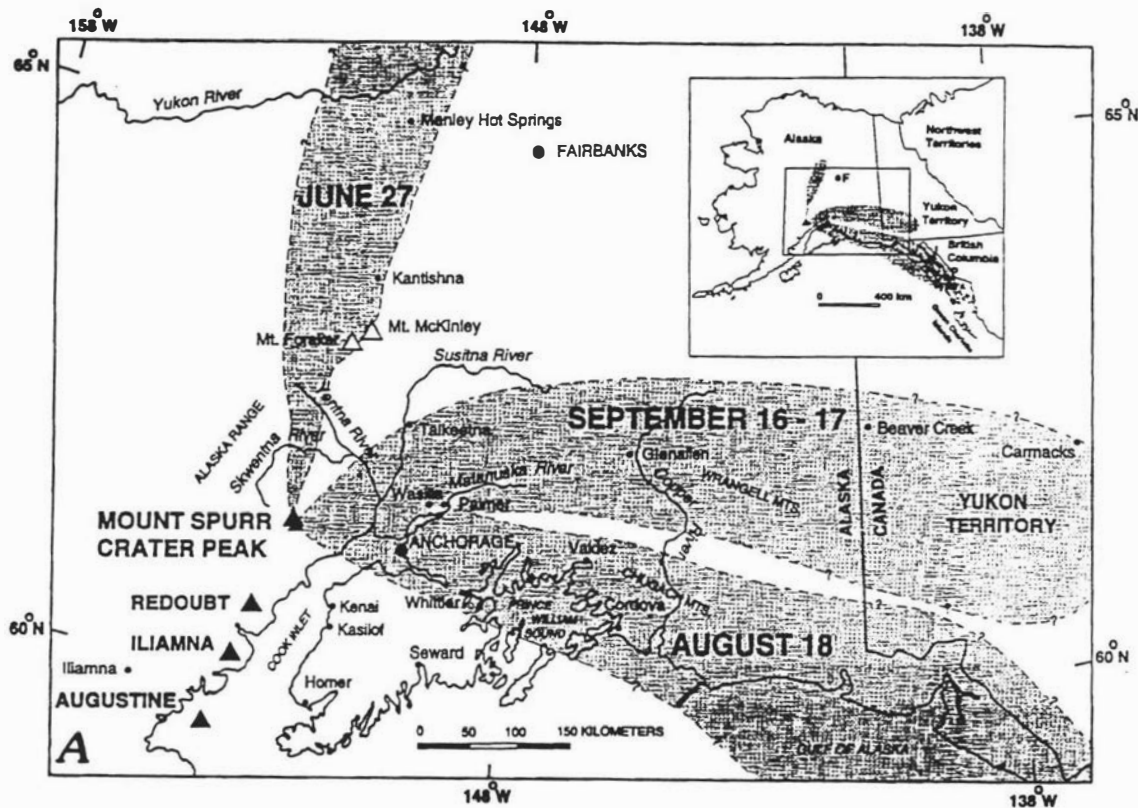 158°W
148°W
138°W
65°N
Yukon River
65°N
Manley Hot Springs
FAIRBANKS
Alaska
Northwest
Territories
F
Yukon
Territory
British
Columbia
0 400 km
JUNE 27
Kantishna
Mt. McKinley
Mt. Foraker
Susitna River
SEPTEMBER 16 - 17
Beaver Creek
Carmacks
ALASKA RANGE
Skwentna River
River
Talkeetna
Glenallen
Matanuska River
Copper River
WRANGELL MTS.
ALASKA
CANADA
YUKON
TERRITORY
Wasilla
Palmer
MOUNT SPURR
CRATER PEAK
ANCHORAGE
Valdez
CHUGACH MTS.
REDOUBT
Kenai
Whittier
PRINCE
WILLIAM
SOUND
Cordova
60°N
Kasilof
COOK INLET
AUGUST 18
60°N
ILIAMNA
Iliamna
Seward
Homer
AUGUSTINE
0 50 100 150 KILOMETERS
GULF OF ALASKA
A
148°W
138°W